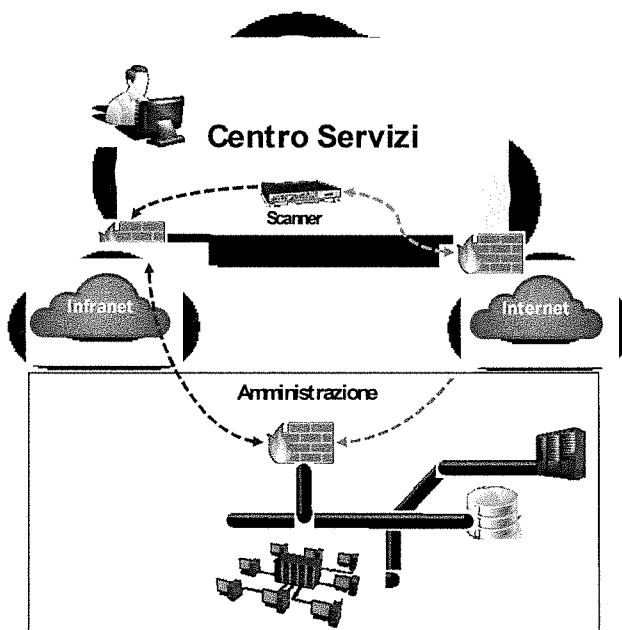 Centro Servizi
Scanner
Infranet
Internet
Amministrazione